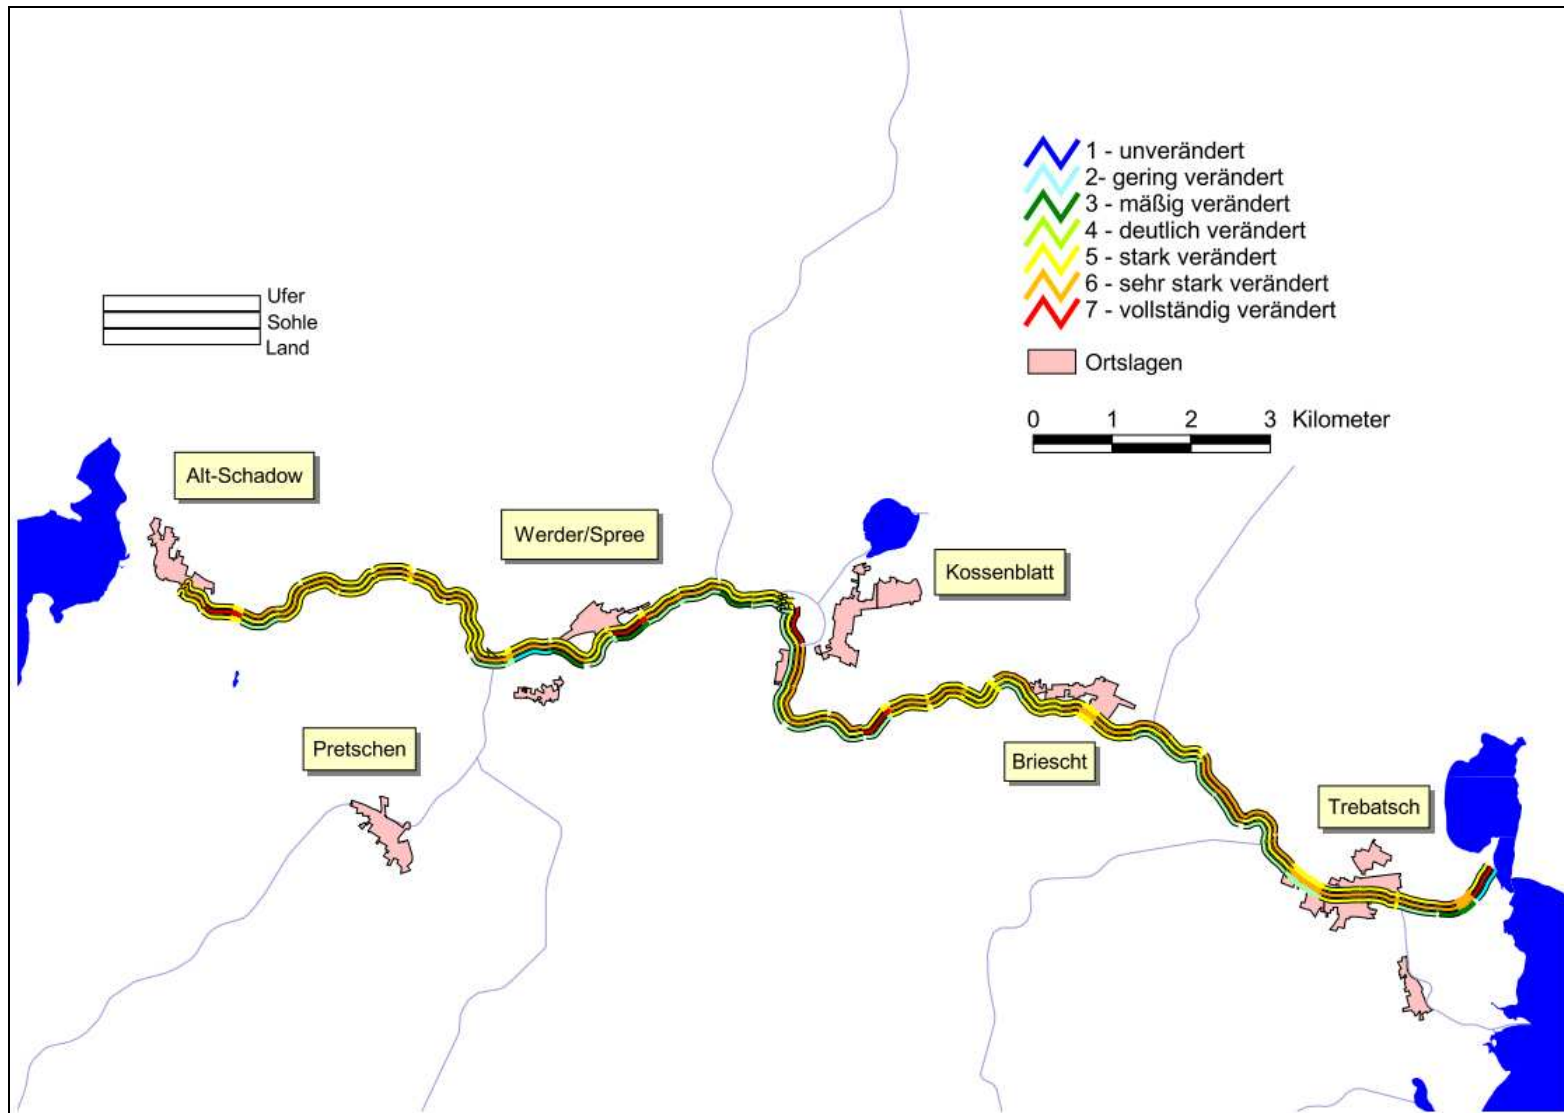 1 - unverändert
2- gering verändert
3 - mäßig verändert
4 - deutlich verändert
5 - stark verändert
6 - sehr stark verändert
7 - vollständig verändert
Ortslagen
0 1 2 3 Kilometer
Ufer
Sohle
Land
Alt-Schadow
Werder/Spree
Kossenblatt
Pretschen
Briescht
Trebatsch